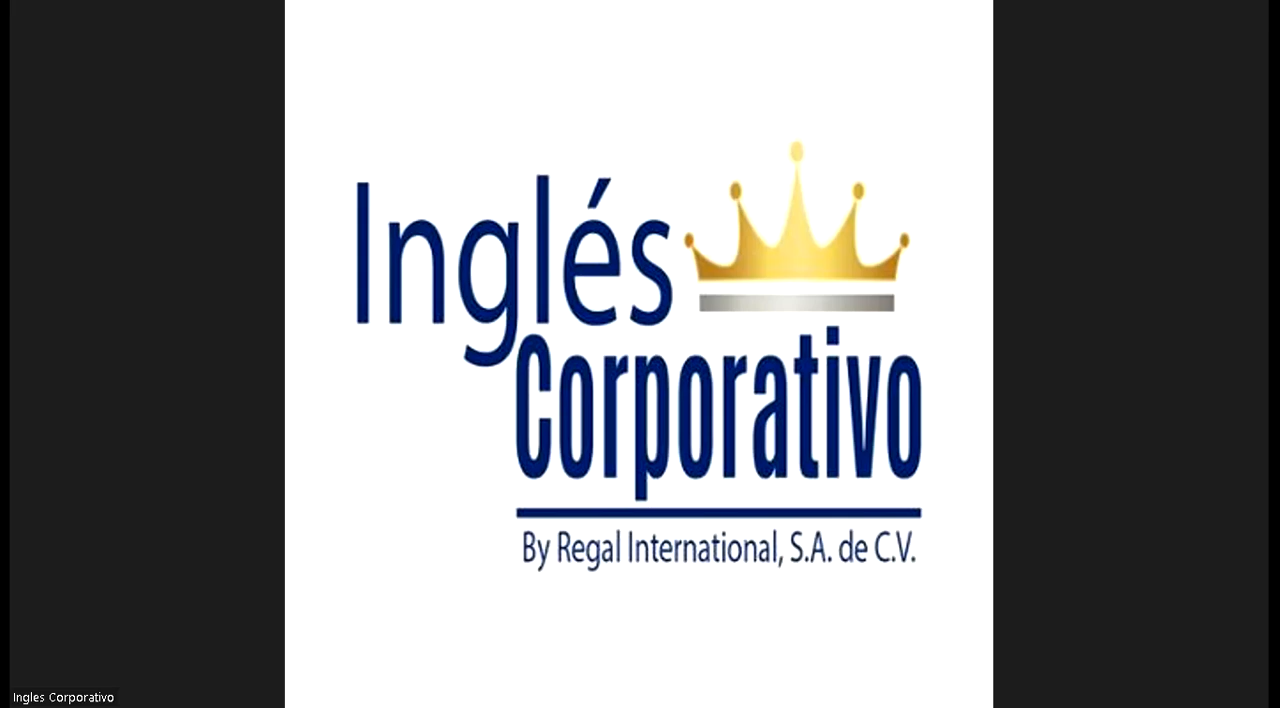 Inglés
Corporativo
By Regal International, S.A. de C.V.
Ingles Corporativo